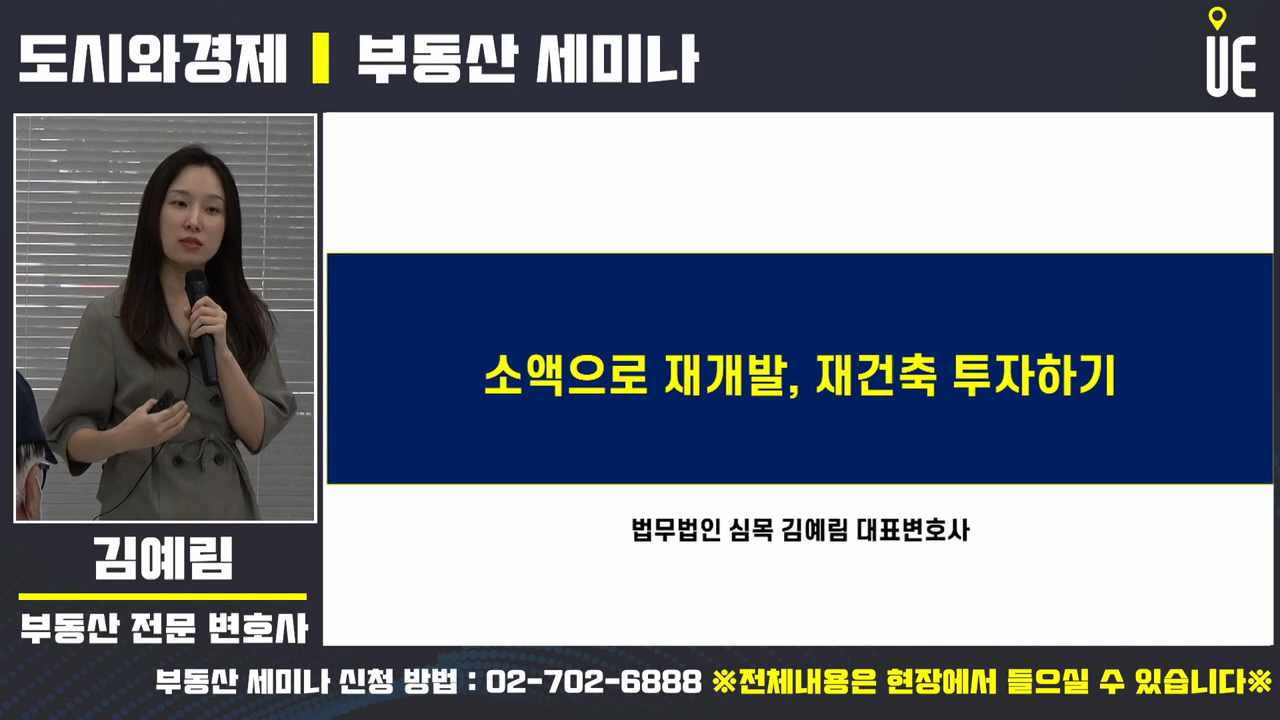 도시와경제 부동산 세미나
UE
소액으로 재개발, 재건축 투자하기
법무법인 심목 김예림 대표변호사
김예림
부동산 전문 변호사
부동산 세미나 신청 방법 : 02-702-6888 ※전체내용은 현장에서 들으실 수 있습니다※